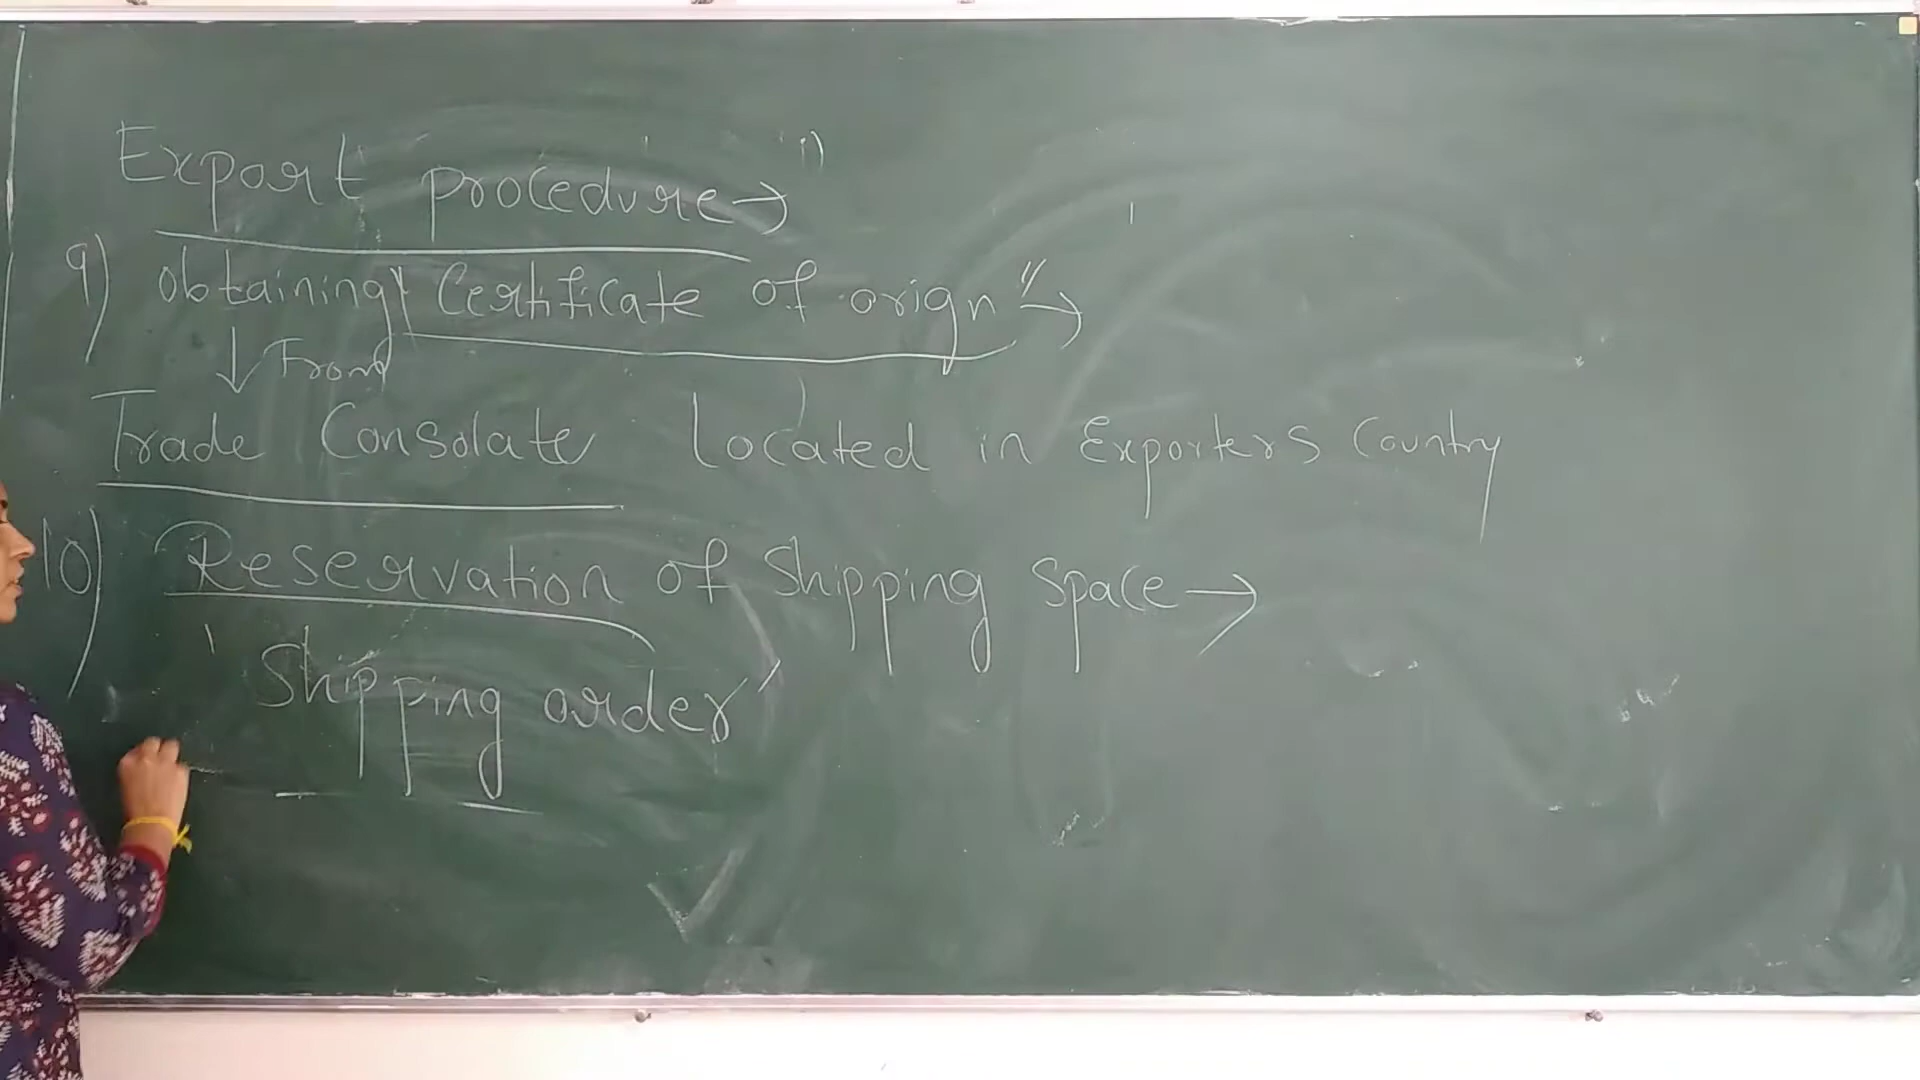 Export procedure→
9) obtaining "Certificate of orign"→
↓ From
Trade Consolate Located in Exporters Country
10) Reservation of Shipping Space→
'Shipping order'